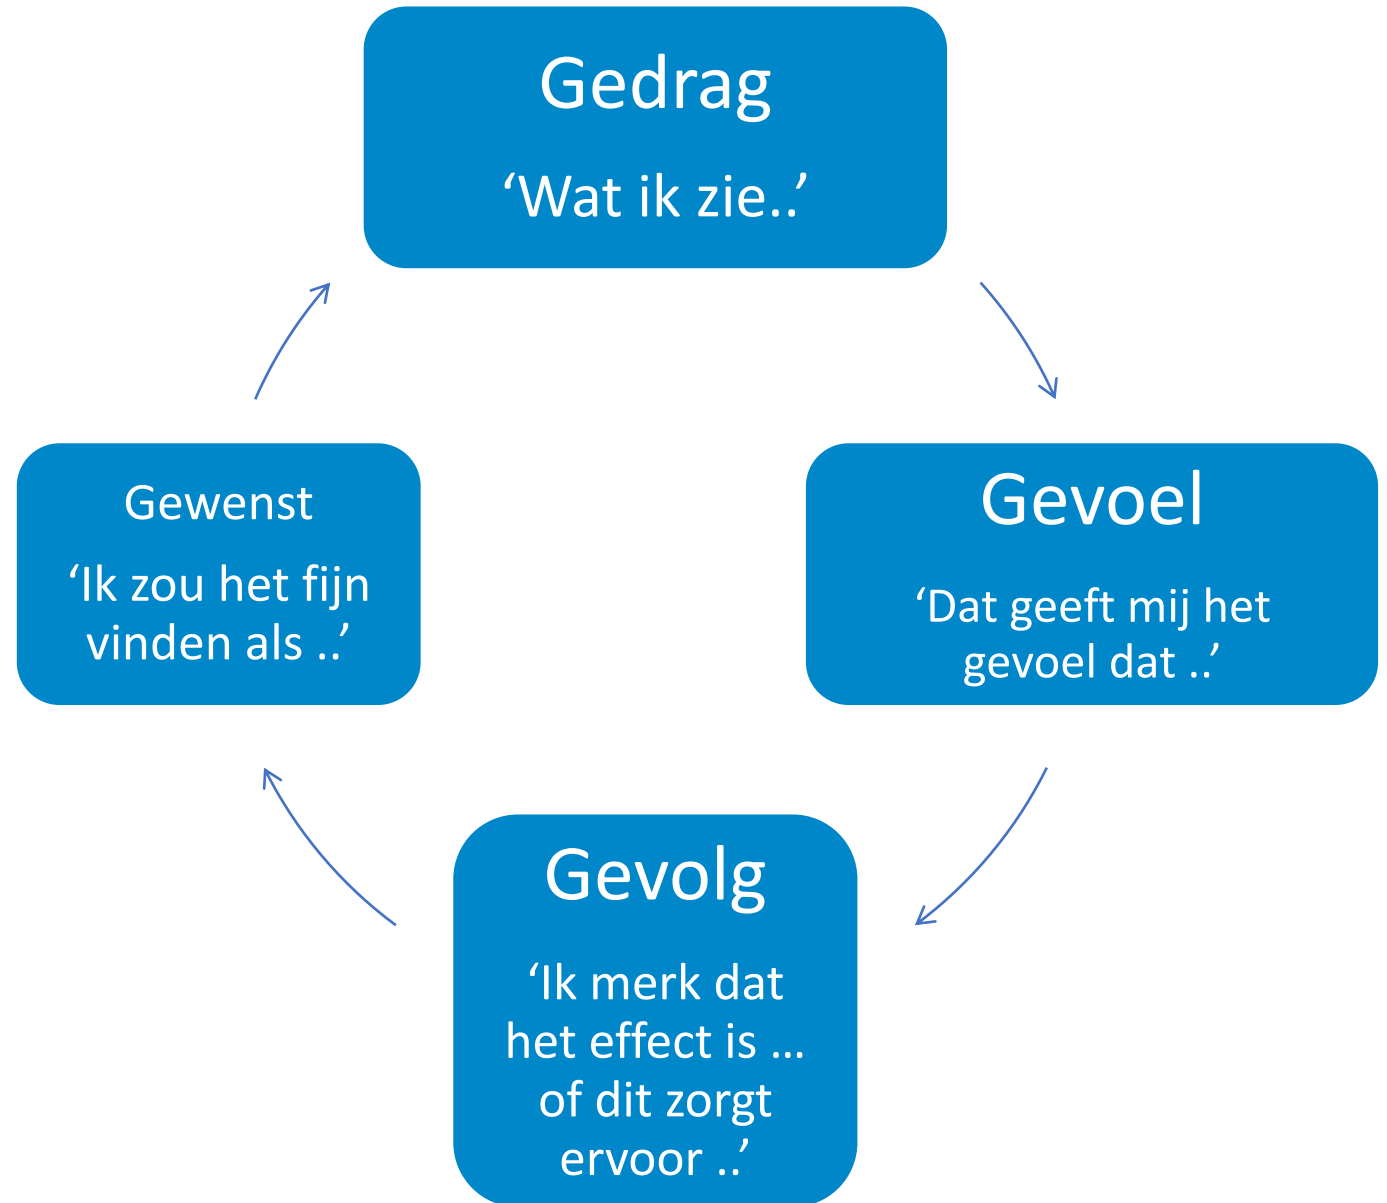 Gedrag
‘Wat ik zie..’
Gevoel
‘Dat geeft mij het
gevoel dat ..’
Gevolg
‘Ik merk dat
het effect is …
of dit zorgt
ervoor ..’
Gewenst
‘Ik zou het fijn
vinden als ..’